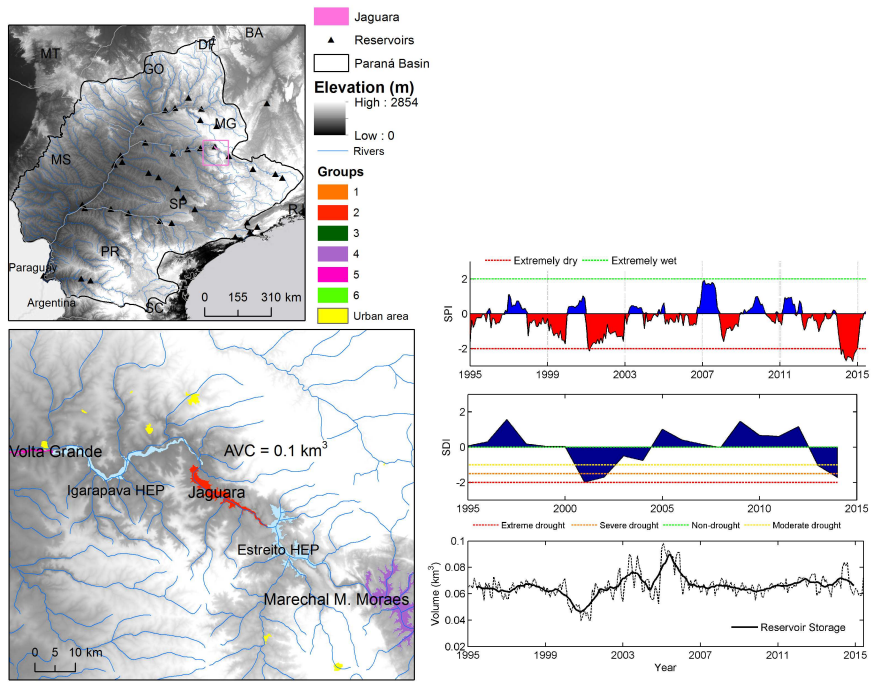 Jaguara
Reservoirs
Paraná Basin
Elevation (m)
High : 2854
Low : 0
Rivers
Groups
1
2
3
4
5
6
Urban area
MT
DF
BA
GO
MG
MS
SP
PR
SC
Paraguay
Argentina
0 155 310 km
Volta Grande
Igarapava HEP
AVC = 0.1 km³
Jaguara
Estreito HEP
Marechal M. Moraes
0 5 10 km
Extremely dry Extremely wet
SPI
2
0
-2
1995 1999 2003 2007 2011 2015
SDI
2
0
-2
1995 2000 2005 2010 2015
Extreme drought Severe drought Non-drought Moderate drought
Volume (km³)
0.1
0.08
0.06
0.04
0.02
Reservoir Storage
1995 1999 2003 2007 2011 2015
Year